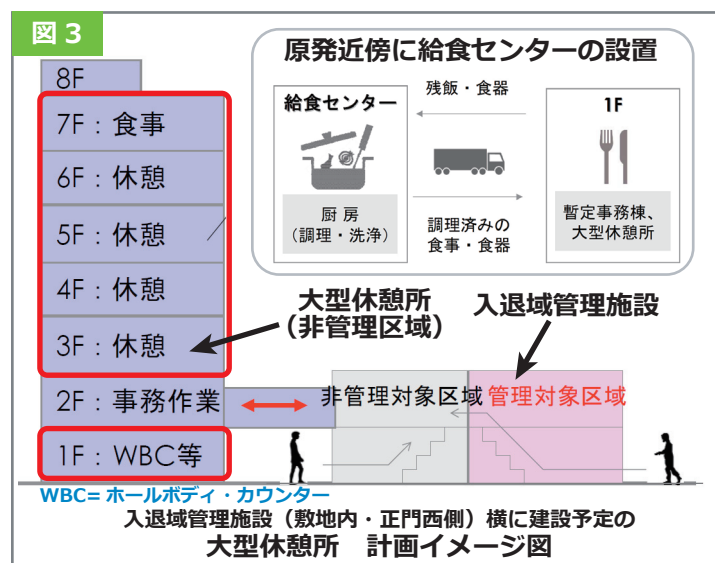 図3
原発近傍に給食センターの設置
給食センター
厨房
(調理・洗浄)
残飯・食器
調理済みの
食事・食器
1F
暫定事務棟、
大型休憩所
8F
7F：食事
6F：休憩
5F：休憩
4F：休憩
3F：休憩
2F：事務作業
1F：WBC等
大型休憩所
(非管理区域)
入退域管理施設
非管理対象区域
管理対象区域
WBC=ホールボディ・カウンター
入退域管理施設（敷地内・正門西側）横に建設予定の
大型休憩所　計画イメージ図